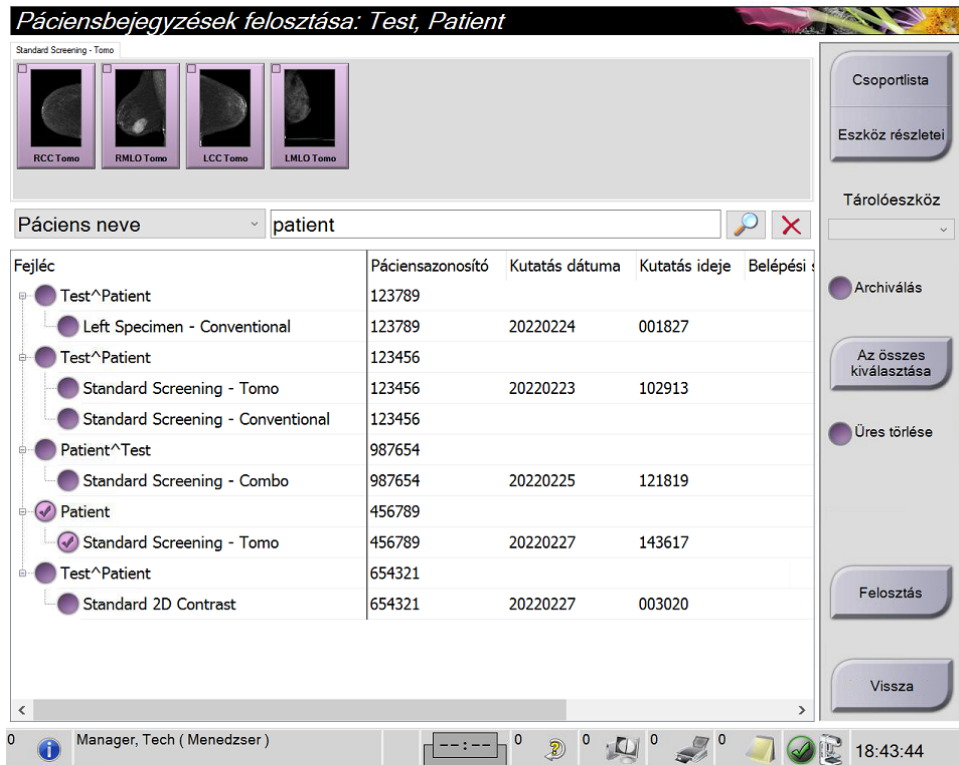 Páciensbejegyzések felosztása: Test, Patient
Standard Screening - Tomo
RCC Tomo RMLO Tomo LCC Tomo LMLO Tomo
Csoportlista
Eszköz részletei
Tárolóeszköz
Páciens neve patient
Fejléc Páciensazonosító Kutatás dátuma Kutatás ideje Belépési
Test^Patient 123789
Left Specimen - Conventional 123789 20220224 001827
Test^Patient 123456
Standard Screening - Tomo 123456 20220223 102913
Standard Screening - Conventional 123456
Patient^Test 987654
Standard Screening - Combo 987654 20220225 121819
Patient 456789
Standard Screening - Tomo 456789 20220227 143617
Test^Patient 654321
Standard 2D Contrast 654321 20220227 003020
Archiválás
Az összes
kiválasztása
Üres törlése
Felosztás
Vissza
0 Manager, Tech ( Menedzser ) --:-- 0 0 0 0 18:43:44